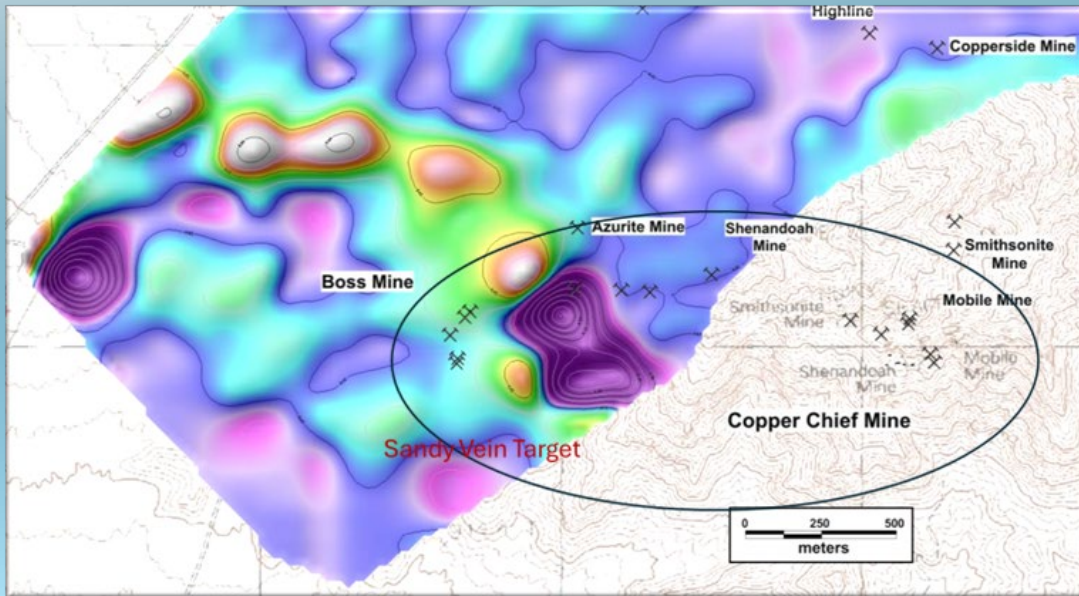 Highline
Copperside Mine
Azurite Mine
Shenandoah
Mine
Smithsonite
Mine
Boss Mine
Mobile Mine
Smithsonite
Mine
Shenandoah
Mine
Mobile
Mine
Copper Chief Mine
Sandy Vein Target
0 250 500
meters